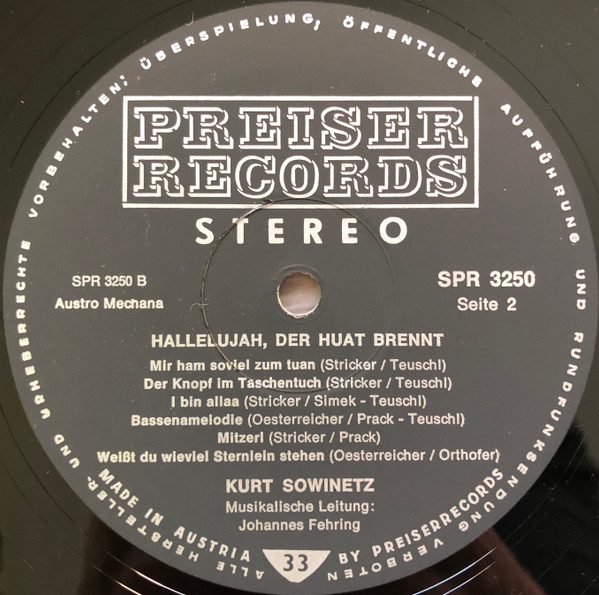 ALLE HERSTELLER- UND URHEBERRECHTE VORBEHALTEN; ÜBERSPIELUNG, ÖFFENTLICHE AUFFÜHRUNG UND RUNDFUNKSENDUNG VERBOTEN
PREISER
RECORDS
STEREO
SPR 3250 B
Austro Mechana
SPR 3250
Seite 2
HALLELUJAH, DER HUAT BRENNT
Mir ham soviel zum tuan (Stricker / Teuschl)
Der Knopf im Taschentuch (Stricker / Teuschl)
I bin allaa (Stricker / Simek - Teuschl)
Bassenamelodie (Oesterreicher / Prack - Teuschl)
Mitzerl (Stricker / Prack)
Weißt du wieviel Sternlein stehen (Oesterreicher / Orthofer)
KURT SOWINETZ
Musikalische Leitung:
Johannes Fehring
MADE IN AUSTRIA
33
BY PREISERRECORDS